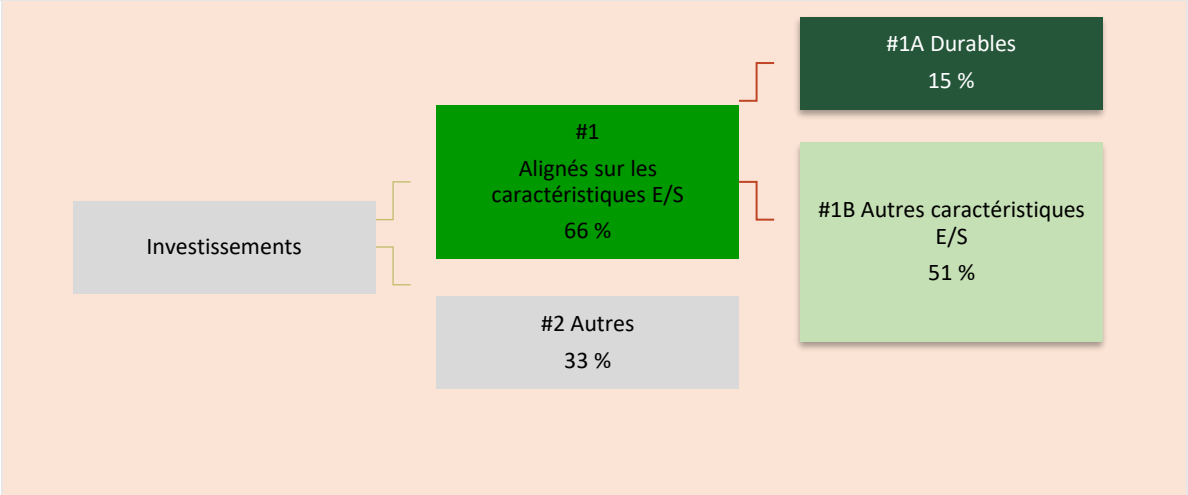 Investissements
#1
Alignés sur les
caractéristiques E/S
66 %
#2 Autres
33 %
#1A Durables
15 %
#1B Autres caractéristiques
E/S
51 %